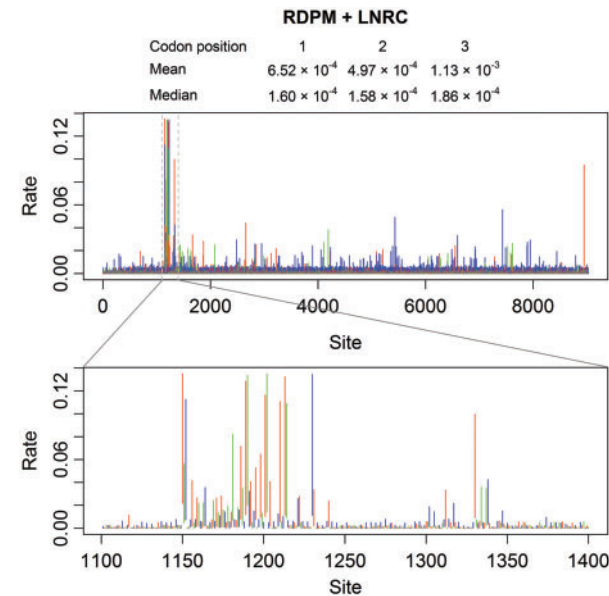 RDPM + LNRC
Codon position 1 2 3
Mean 6.52 × 10⁻⁴ 4.97 × 10⁻⁴ 1.13 × 10⁻³
Median 1.60 × 10⁻⁴ 1.58 × 10⁻⁴ 1.86 × 10⁻⁴
0.12
0.06
0.00
Rate
0 2000 4000 6000 8000
Site
0.12
0.06
0.00
Rate
1100 1150 1200 1250 1300 1350 1400
Site